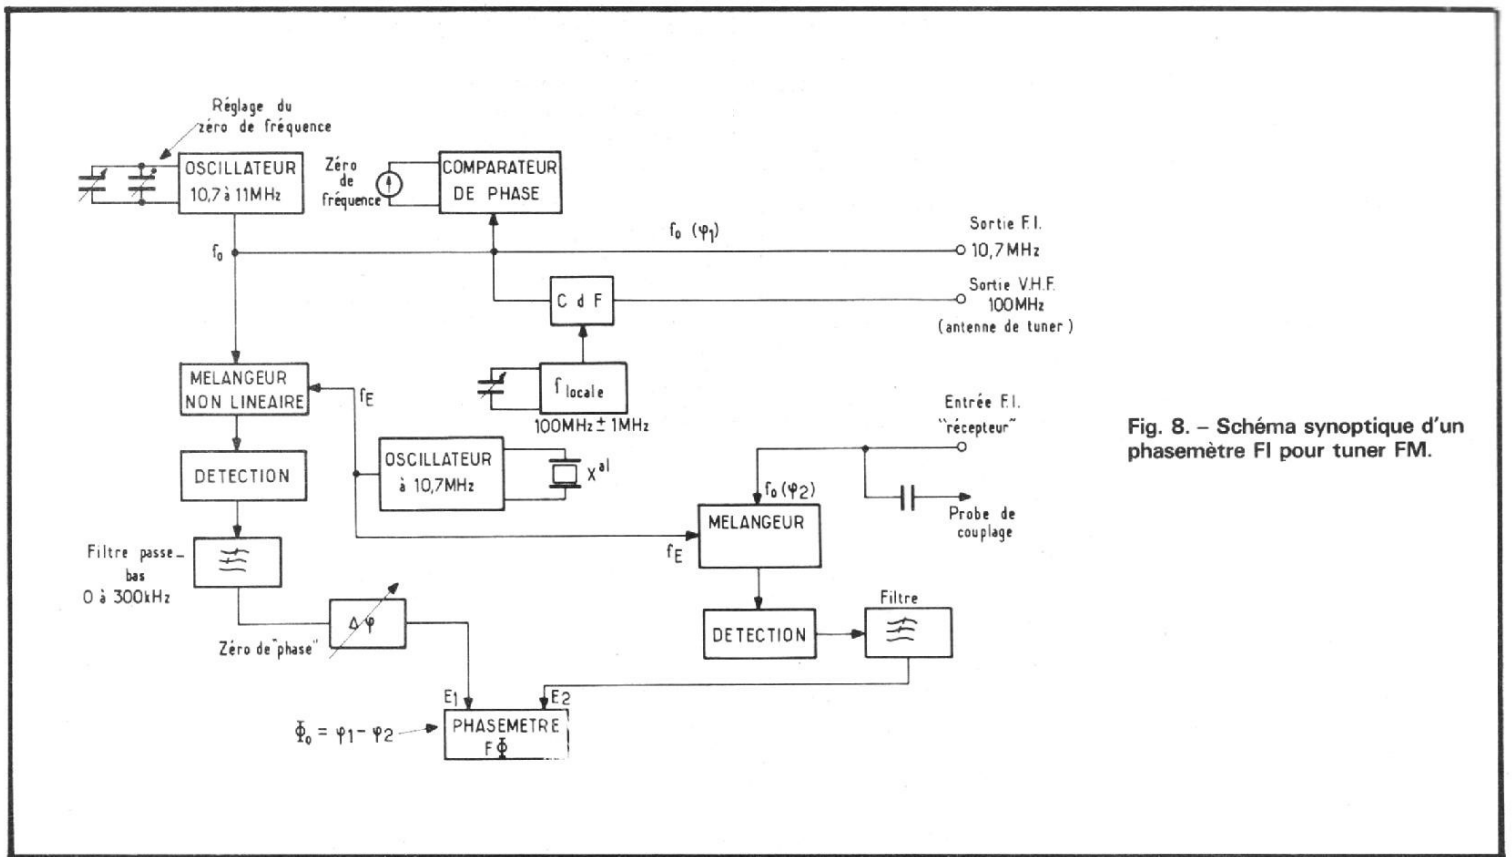 Réglage du
zéro de fréquence
OSCILLATEUR
10,7 à 11MHz
Zéro
de
fréquence
COMPARATEUR
DE PHASE
f₀
f₀ (φ₁)
Sortie F.I.
10,7MHz
C d F
Sortie V.H.F.
100MHz
(antenne de tuner)
MELANGEUR
NON LINEAIRE
fE
f locale
100MHz ± 1MHz
Entrée F.I.
"récepteur"
DETECTION
OSCILLATEUR
à 10,7MHz
Xal
f₀(φ2)
MELANGEUR
fE
Probe de
couplage
Filtre passe_
bas
0 à 300kHz
Δφ
Zéro de "phase"
DETECTION
Filtre
E1
E2
Φ₀ = φ1 - φ2
PHASEMETRE
FΦ
Fig. 8. – Schéma synoptique d'un
phasemètre FI pour tuner FM.